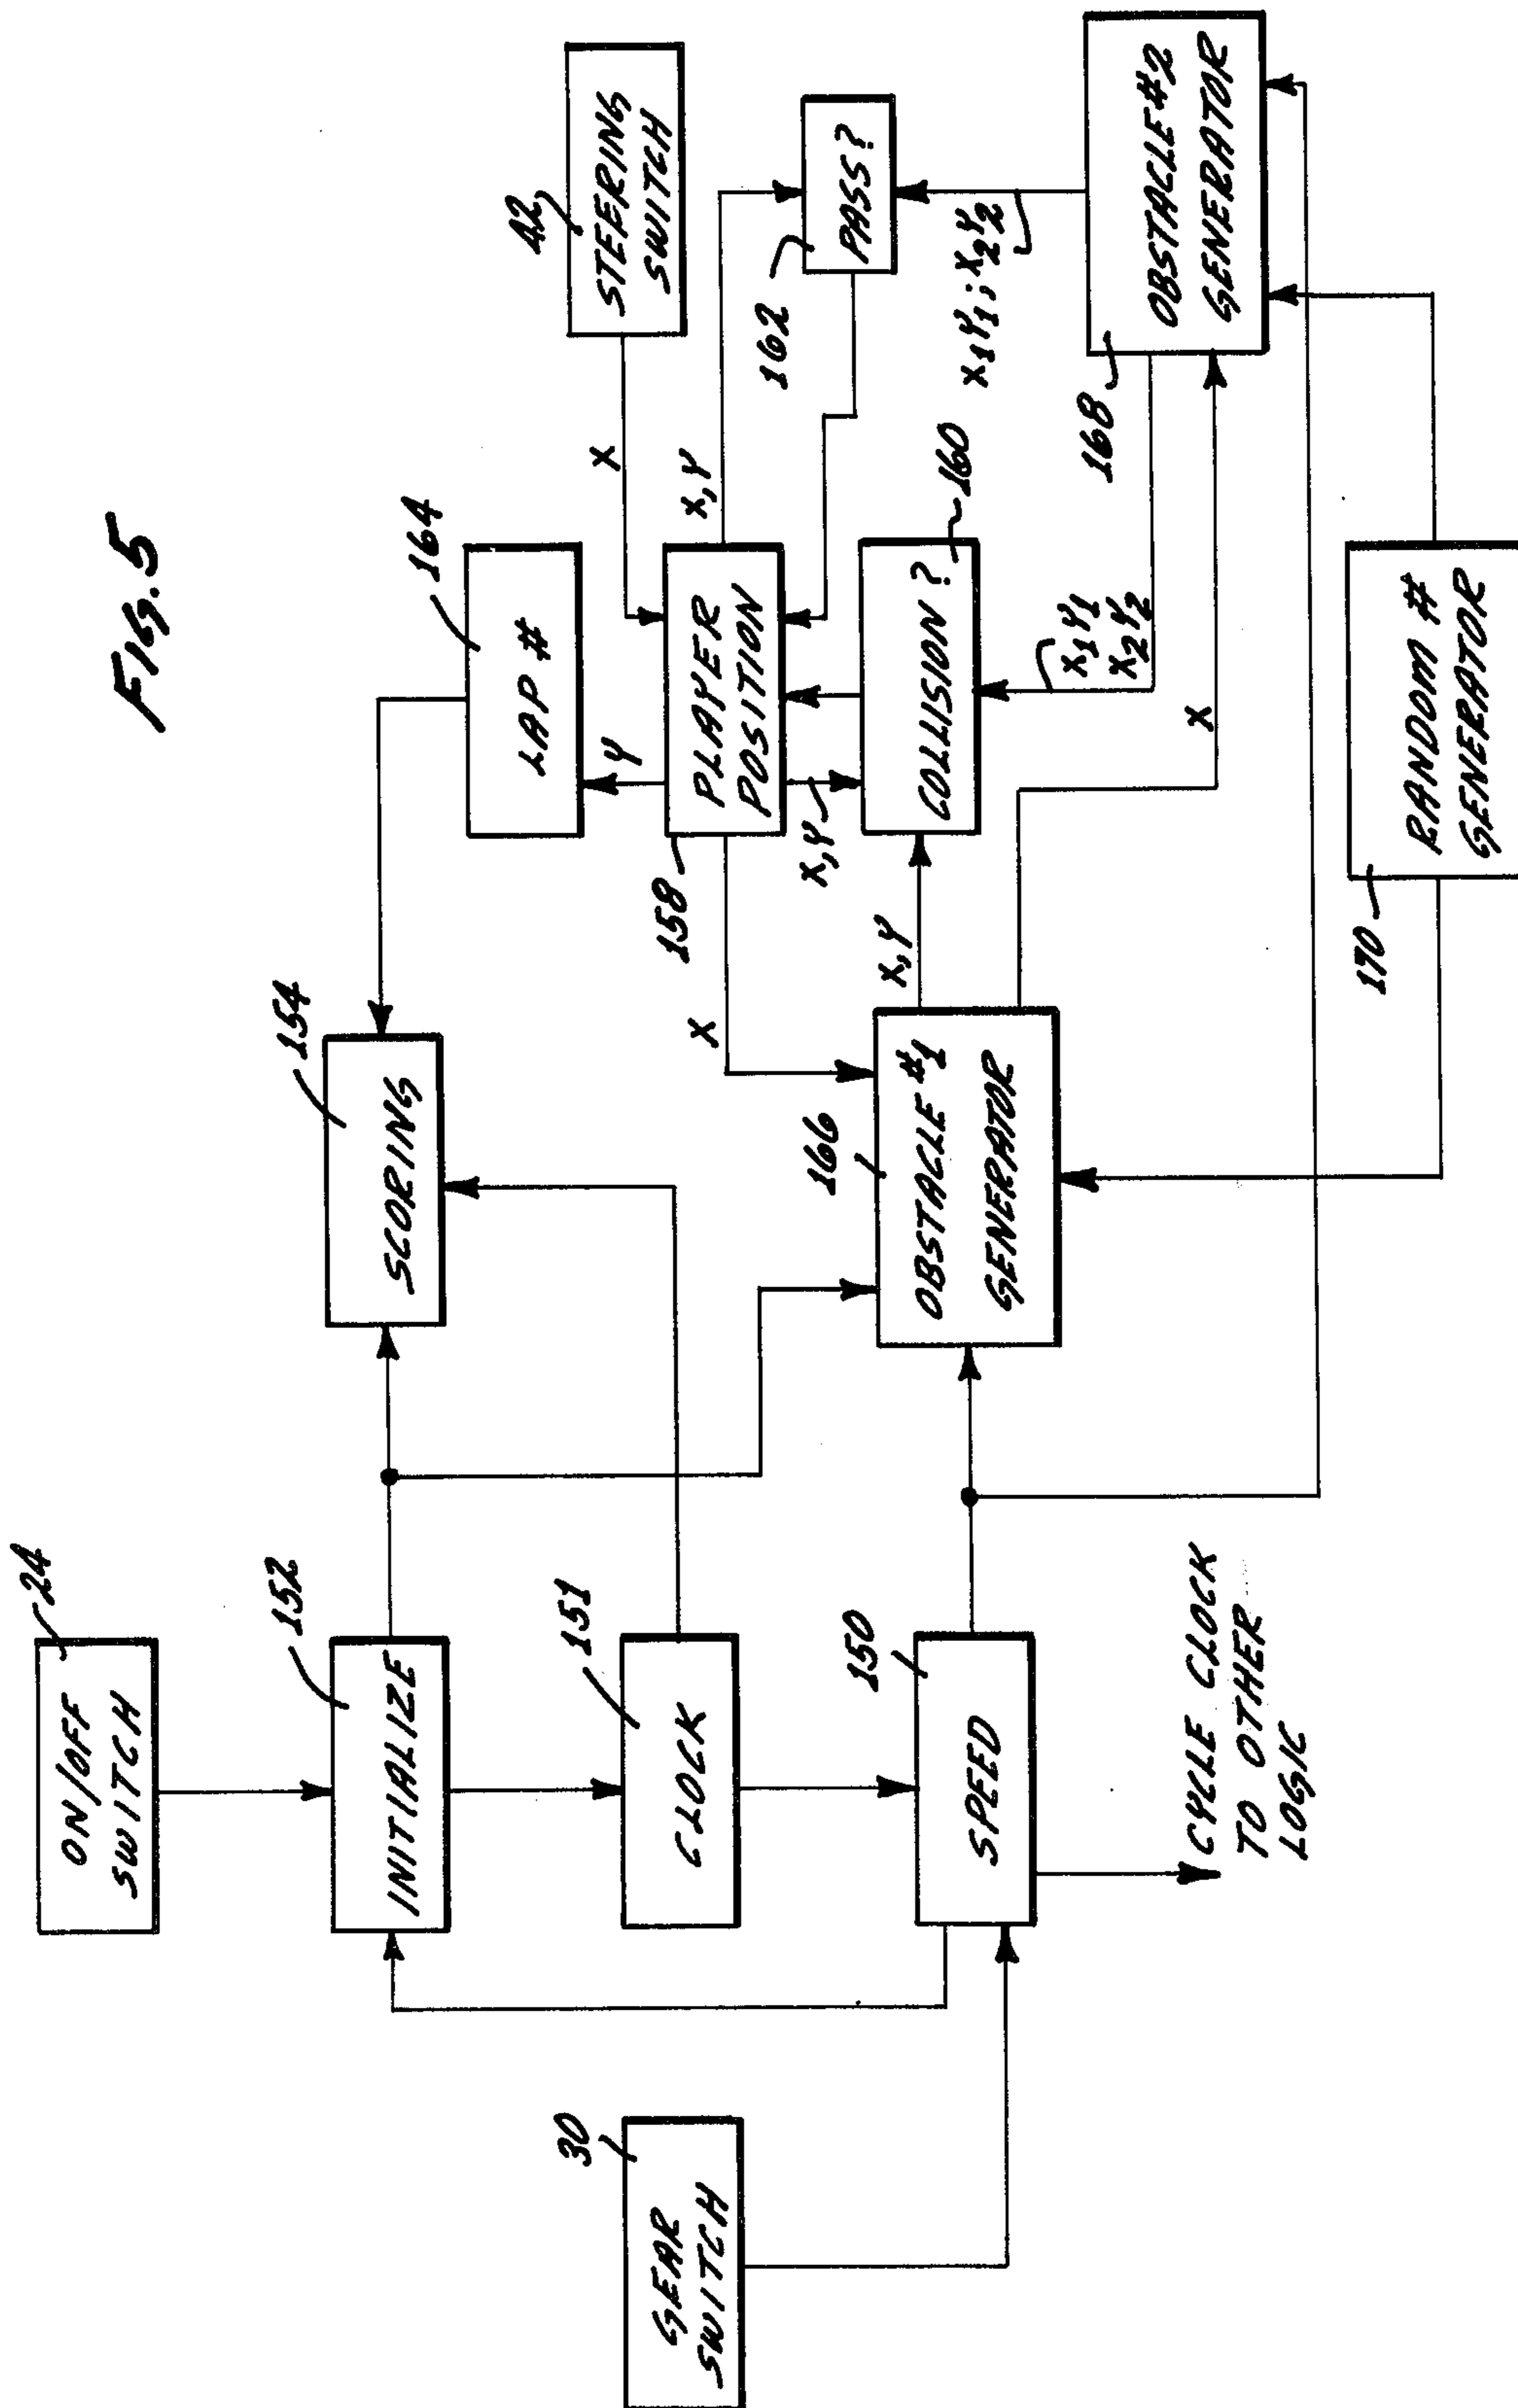 FIG. 5
24
ON/OFF
SWITCH
152
INITIALIZE
151
CLOCK
150
SPEED
CYCLE CLOCK
TO OTHER
LOGIC
30
GEAR
SWITCH
154
SCORING
164
LAP #
Y
42
STEERING
SWITCH
X
158
PLAYER
POSITION
X,Y
X
X,Y
162
PASS?
X1Y1; X2Y2
160
COLLISION ?
X,Y
X1Y1
X2Y2
166
OBSTACLE #1
GENERATOR
X
168
OBSTACLE #2
GENERATOR
170
RANDOM #
GENERATOR